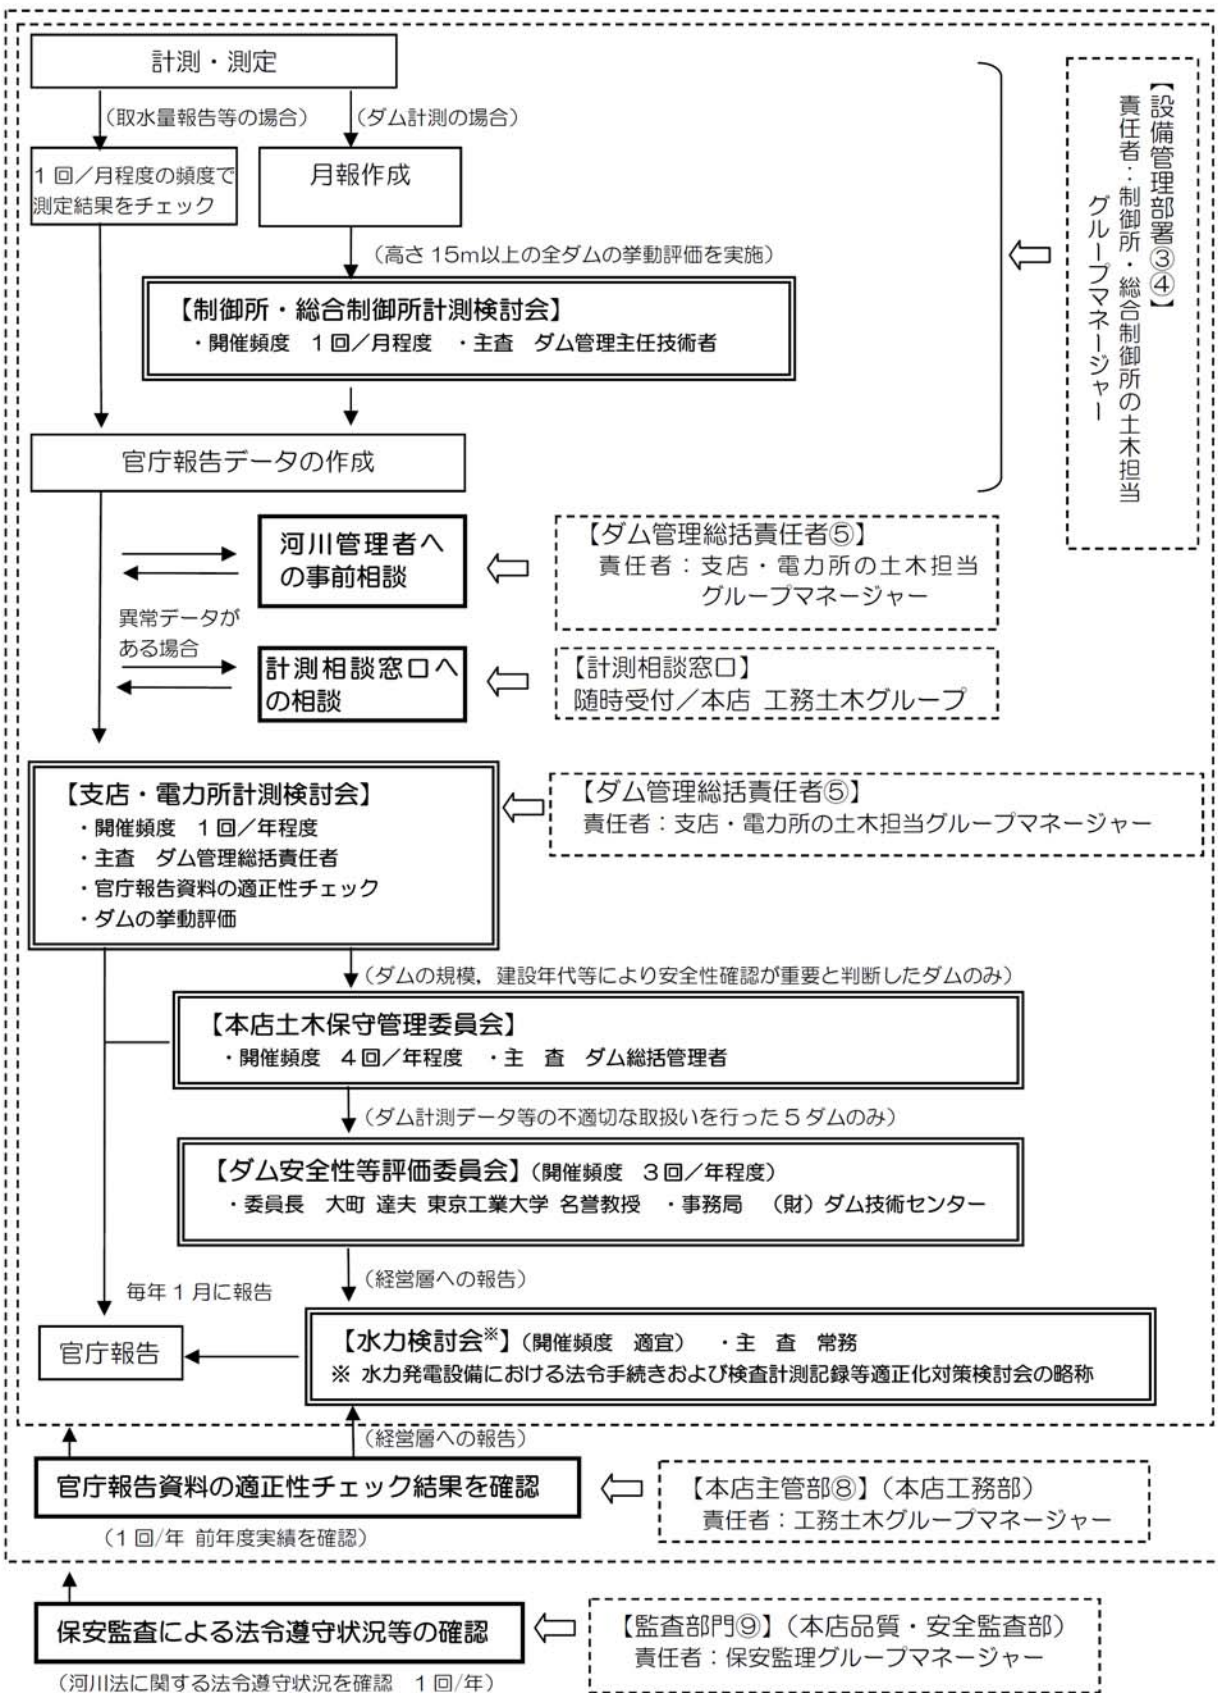 計測・測定
（取水量報告等の場合）
（ダム計測の場合）
1回／月程度の頻度で
測定結果をチェック
月報作成
（高さ 15m以上の全ダムの挙動評価を実施）
【制御所・総合制御所計測検討会】
・開催頻度　1回／月程度　・主査　ダム管理主任技術者
官庁報告データの作成
【設備管理部署③④】
責任者：制御所・総合制御所の土木担当
グループマネージャー
河川管理者へ
の事前相談
【ダム管理総括責任者⑤】
責任者：支店・電力所の土木担当
グループマネージャー
異常データが
ある場合
計測相談窓口へ
の相談
【計測相談窓口】
随時受付／本店 工務土木グループ
【支店・電力所計測検討会】
・開催頻度　1回／年程度
・主査　ダム管理総括責任者
・官庁報告資料の適正性チェック
・ダムの挙動評価
【ダム管理総括責任者⑤】
責任者：支店・電力所の土木担当グループマネージャー
（ダムの規模，建設年代等により安全性確認が重要と判断したダムのみ）
【本店土木保守管理委員会】
・開催頻度　4回／年程度　・主　査　ダム総括管理者
（ダム計測データ等の不適切な取扱いを行った5ダムのみ）
【ダム安全性等評価委員会】（開催頻度　3回／年程度）
・委員長　大町 達夫 東京工業大学 名誉教授　・事務局　（財）ダム技術センター
（経営層への報告）
毎年1月に報告
官庁報告
【水力検討会※】（開催頻度　適宜）　・主　査　常務
※ 水力発電設備における法令手続きおよび検査計測記録等適正化対策検討会の略称
（経営層への報告）
官庁報告資料の適正性チェック結果を確認
（1回/年 前年度実績を確認）
【本店主管部⑧】（本店工務部）
責任者：工務土木グループマネージャー
保安監査による法令遵守状況等の確認
（河川法に関する法令遵守状況を確認　1回/年）
【監査部門⑨】（本店品質・安全監査部）
責任者：保安監理グループマネージャー